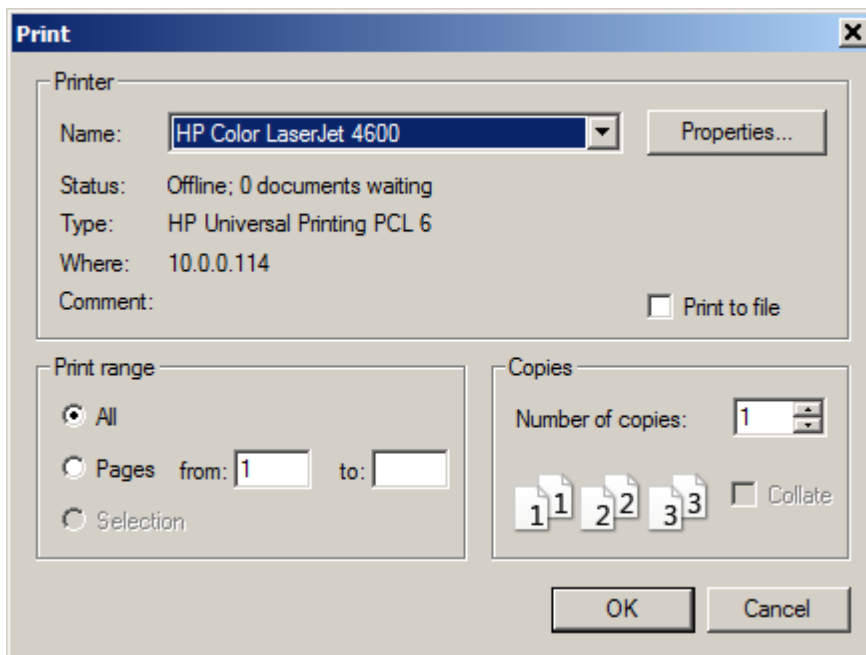 Print
Printer
Name: HP Color LaserJet 4600 Properties...
Status: Offline; 0 documents waiting
Type: HP Universal Printing PCL 6
Where: 10.0.0.114
Comment: Print to file
Print range
All
Pages from: 1 to:
Selection
Copies
Number of copies: 1
1 1 2 2 3 3 Collate
OK Cancel